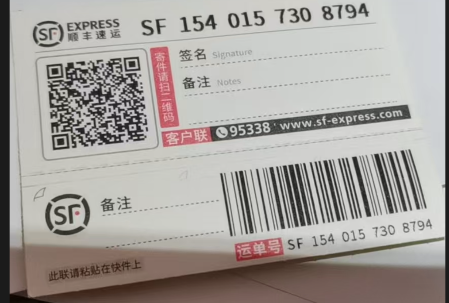 SF EXPRESS
顺丰速运
SF 154 015 730 8794
寄件请扫二维码
签名 Signature
备注 Notes
客户联 95338 · www.sf-express.com
SF
备注
运单号 SF 154 015 730 8794
此联请粘贴在快件上